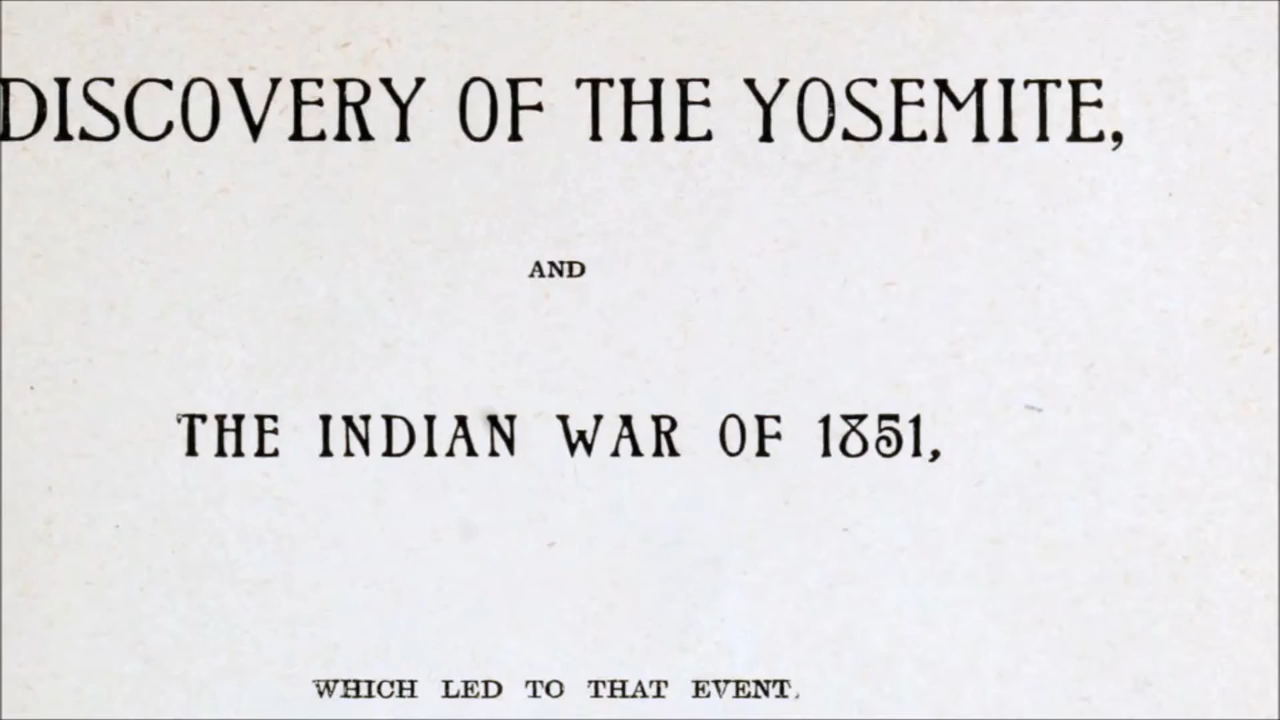 DISCOVERY OF THE YOSEMITE,
AND
THE INDIAN WAR OF 1851,
WHICH LED TO THAT EVENT.